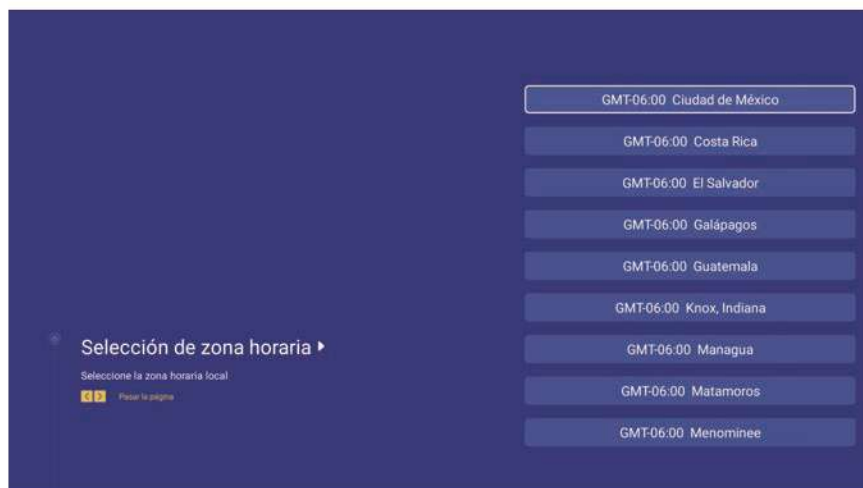 GMT-06:00 Ciudad de México
GMT-06:00 Costa Rica
GMT-06:00 El Salvador
GMT-06:00 Galápagos
GMT-06:00 Guatemala
GMT-06:00 Knox, Indiana
GMT-06:00 Managua
GMT-06:00 Matamoros
GMT-06:00 Menominee
Selección de zona horaria
Seleccione la zona horaria local
Pasar la página